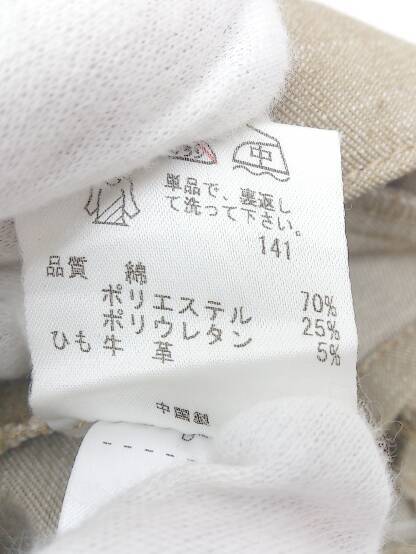 中
単品で、裏返し
て洗って下さい。
141
品質 綿 70%
ポリエステル 25%
ポリウレタン 5%
ひも 牛革
中国製